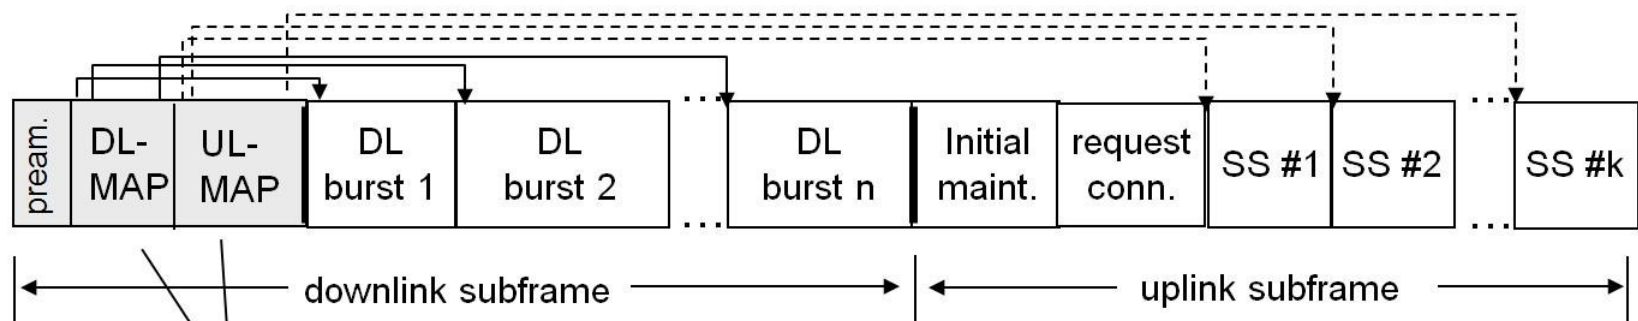 pream.
DL-
MAP
UL-
MAP
DL
burst 1
DL
burst 2
...
...
DL
burst n
Initial
maint.
request
conn.
SS #1
SS #2
...
...
SS #k
downlink subframe
uplink subframe